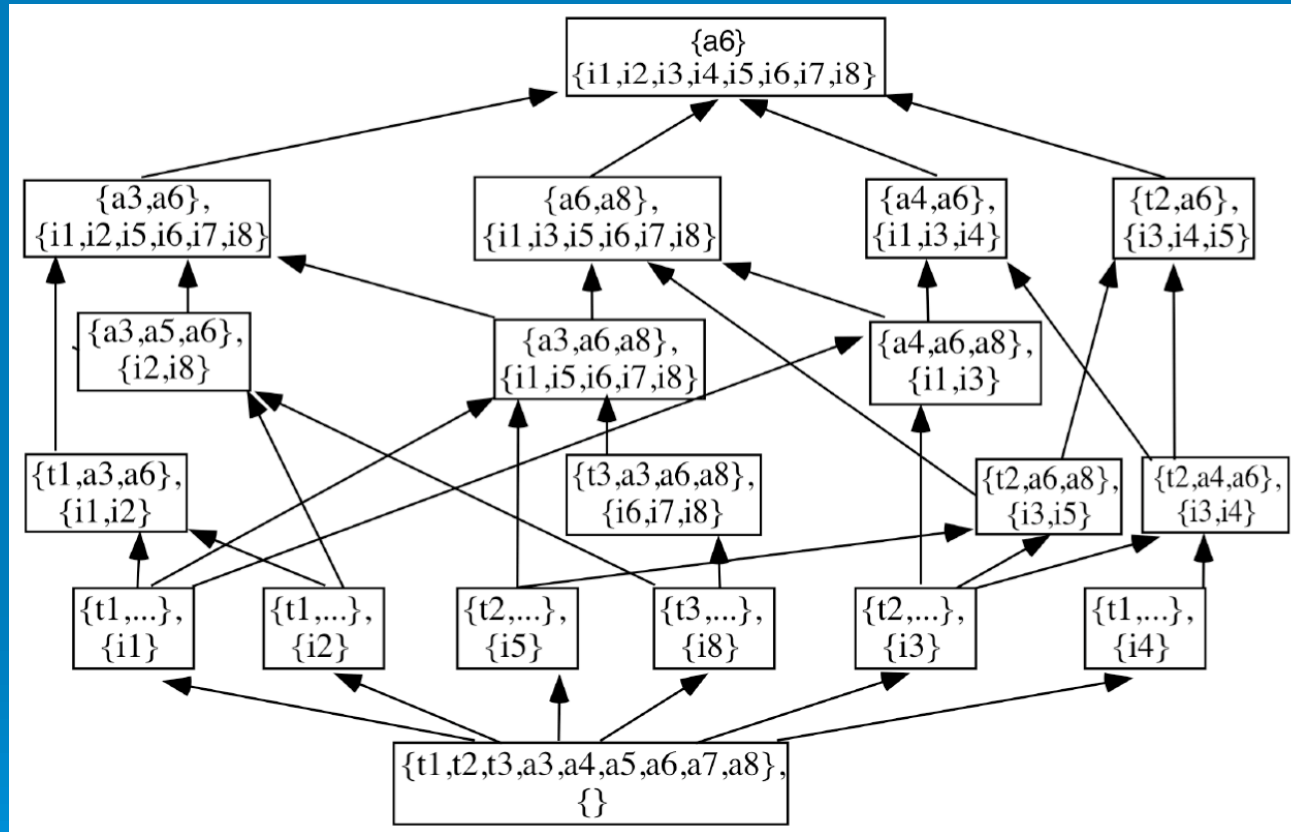 {a6}
{i1,i2,i3,i4,i5,i6,i7,i8}
{a3,a6},
{i1,i2,i5,i6,i7,i8}
{a6,a8},
{i1,i3,i5,i6,i7,i8}
{a4,a6},
{i1,i3,i4}
{t2,a6},
{i3,i4,i5}
{a3,a5,a6},
{i2,i8}
{a3,a6,a8},
{i1,i5,i6,i7,i8}
{a4,a6,a8},
{i1,i3}
{t1,a3,a6},
{i1,i2}
{t3,a3,a6,a8},
{i6,i7,i8}
{t2,a6,a8},
{i3,i5}
{t2,a4,a6},
{i3,i4}
{t1,...},
{i1}
{t1,...},
{i2}
{t2,...},
{i5}
{t3,...},
{i8}
{t2,...},
{i3}
{t1,...},
{i4}
{t1,t2,t3,a3,a4,a5,a6,a7,a8},
{}